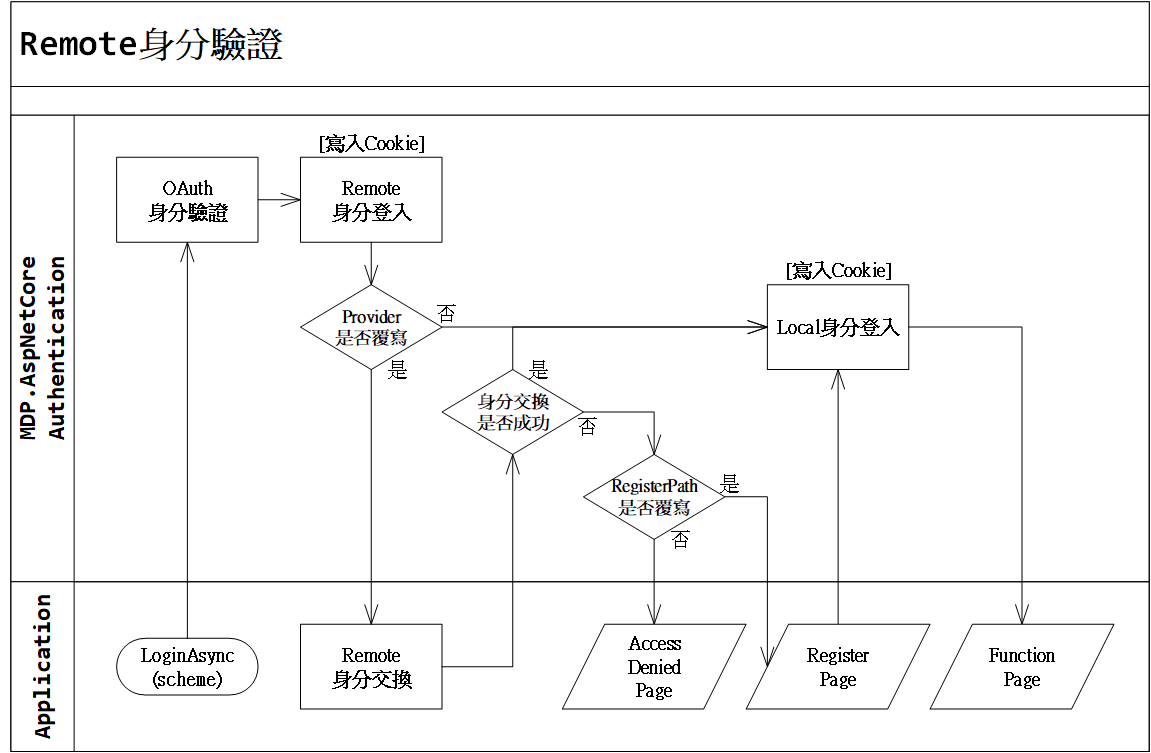 Remote身分驗證
MDP.AspNetCore
Authentication
[寫入Cookie]
OAuth
身分驗證
Remote
身分登入
[寫入Cookie]
Provider
是否覆寫
否
是
Local身分登入
身分交換
是否成功
是
否
RegisterPath
是否覆寫
是
否
Application
LoginAsync
(scheme)
Remote
身分交換
Access
Denied
Page
Register
Page
Function
Page